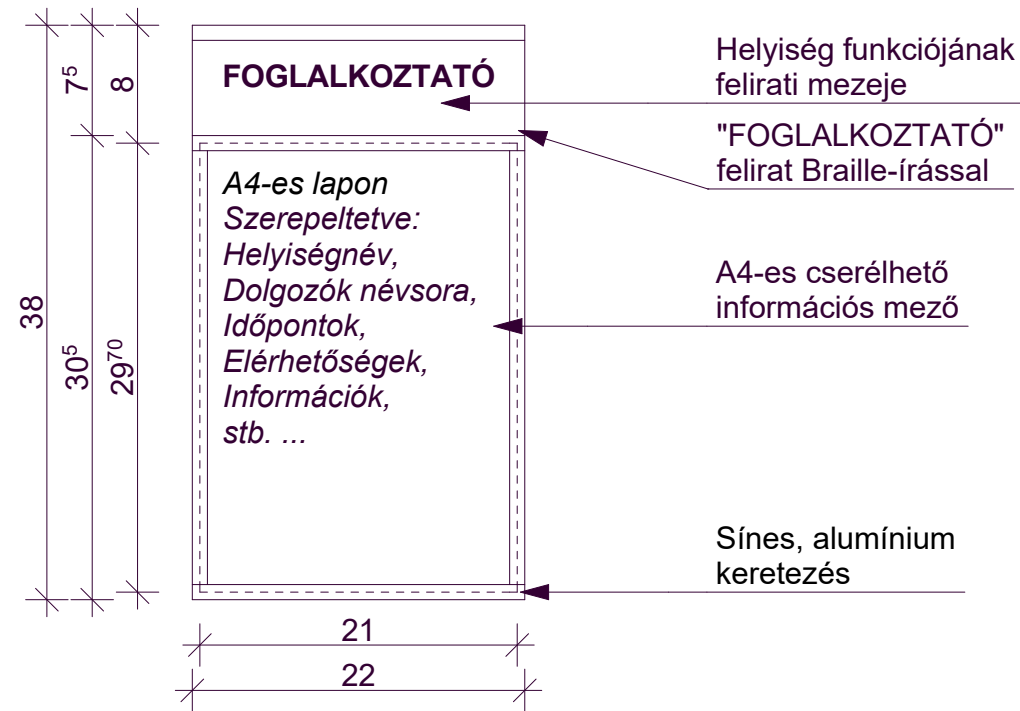 FOGLALKOZTATÓ
A4-es lapon
Szerepeltetve:
Helyiségnév,
Dolgozók névsora,
Időpontok,
Elérhetőségek,
Információk,
stb. ...
Helyiség funkciójának
felirati mezeje
"FOGLALKOZTATÓ"
felirat Braille-írással
A4-es cserélhető
információs mező
Sínes, alumínium
keretezés
38
7⁵
30⁵
8
29⁷⁰
21
22